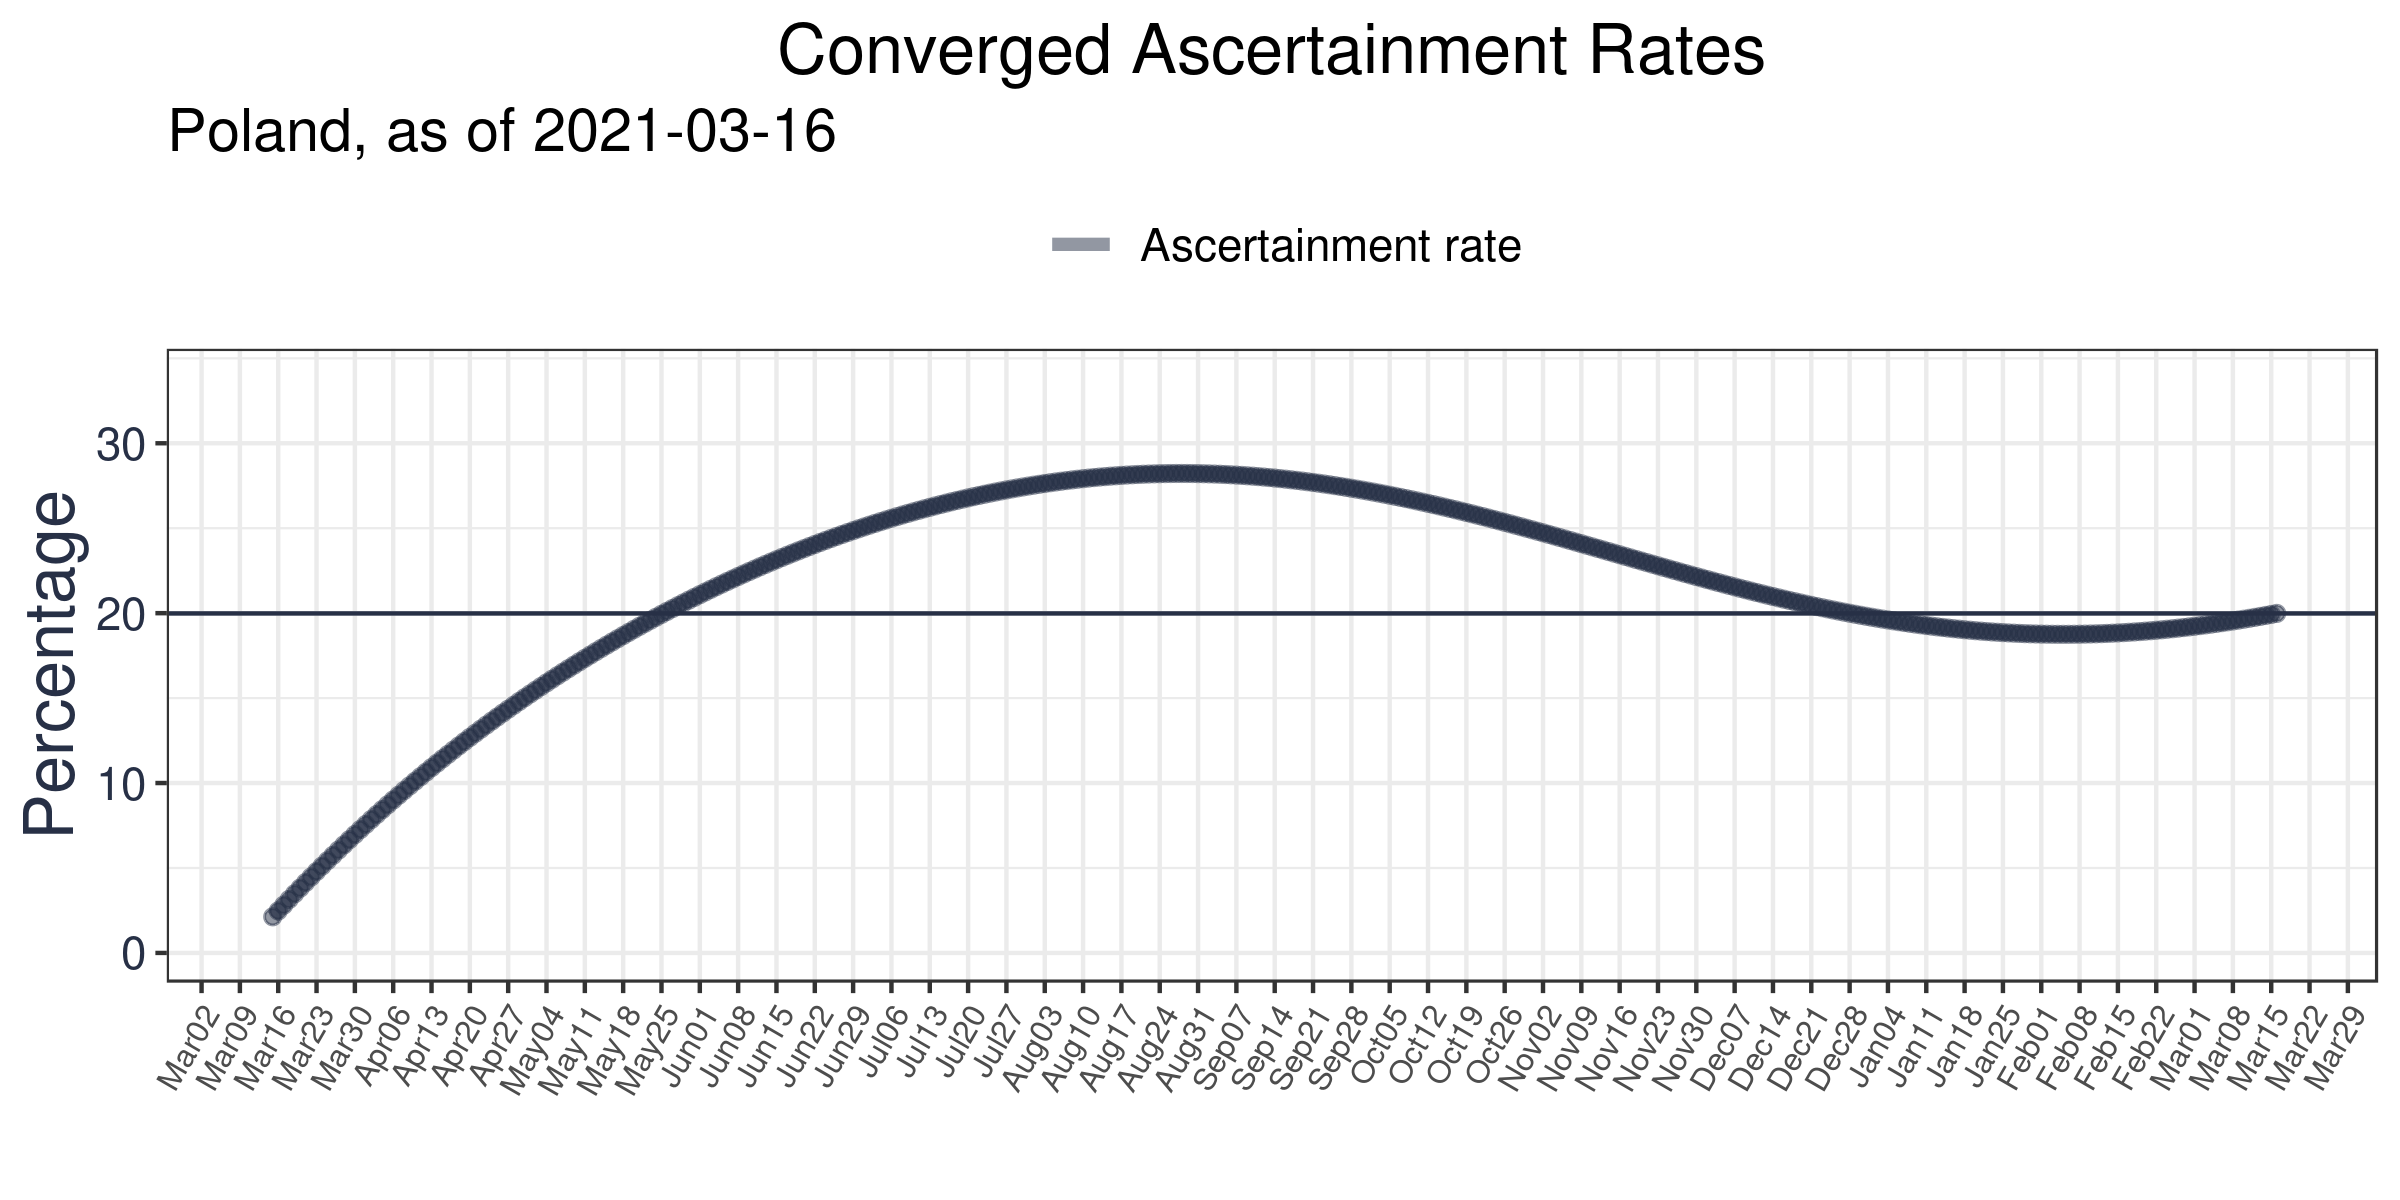 Converged Ascertainment Rates
Poland, as of 2021-03-16
Ascertainment rate
Percentage
30
20
10
0
Mar02 Mar09 Mar16 Mar23 Mar30 Apr06 Apr13 Apr20 Apr27 May04 May11 May18 May25 Jun01 Jun08 Jun15 Jun22 Jun29 Jul06 Jul13 Jul20 Jul27 Aug03 Aug10 Aug17 Aug24 Aug31 Sep07 Sep14 Sep21 Sep28 Oct05 Oct12 Oct19 Oct26 Nov02 Nov09 Nov16 Nov23 Nov30 Dec07 Dec14 Dec21 Dec28 Jan04 Jan11 Jan18 Jan25 Feb01 Feb08 Feb15 Feb22 Mar01 Mar08 Mar15 Mar22 Mar29